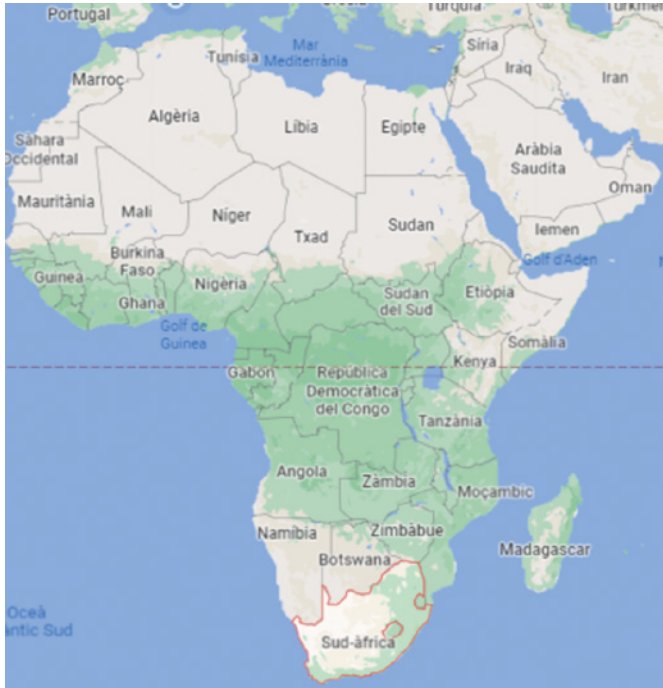 Portugal
Turquia
Mar
Mediterrània
Síria
Tunísia
Marroc
Iraq
Iran
Algèria
Líbia
Egipte
Sàhara
Occidental
Aràbia
Saudita
Oman
Mauritània
Mali
Níger
Txad
Sudan
Iemen
Golf d'Aden
Burkina
Faso
Guinea
Nigèria
Ghana
Sudan
del Sud
Etiòpia
Golf de
Guinea
Somàlia
Kenya
Gabon
República
Democràtica
del Congo
Tanzània
Angola
Zàmbia
Moçambic
Namíbia
Zimbàbue
Botswana
Madagascar
Oceà
Sud-àfrica
àntic Sud